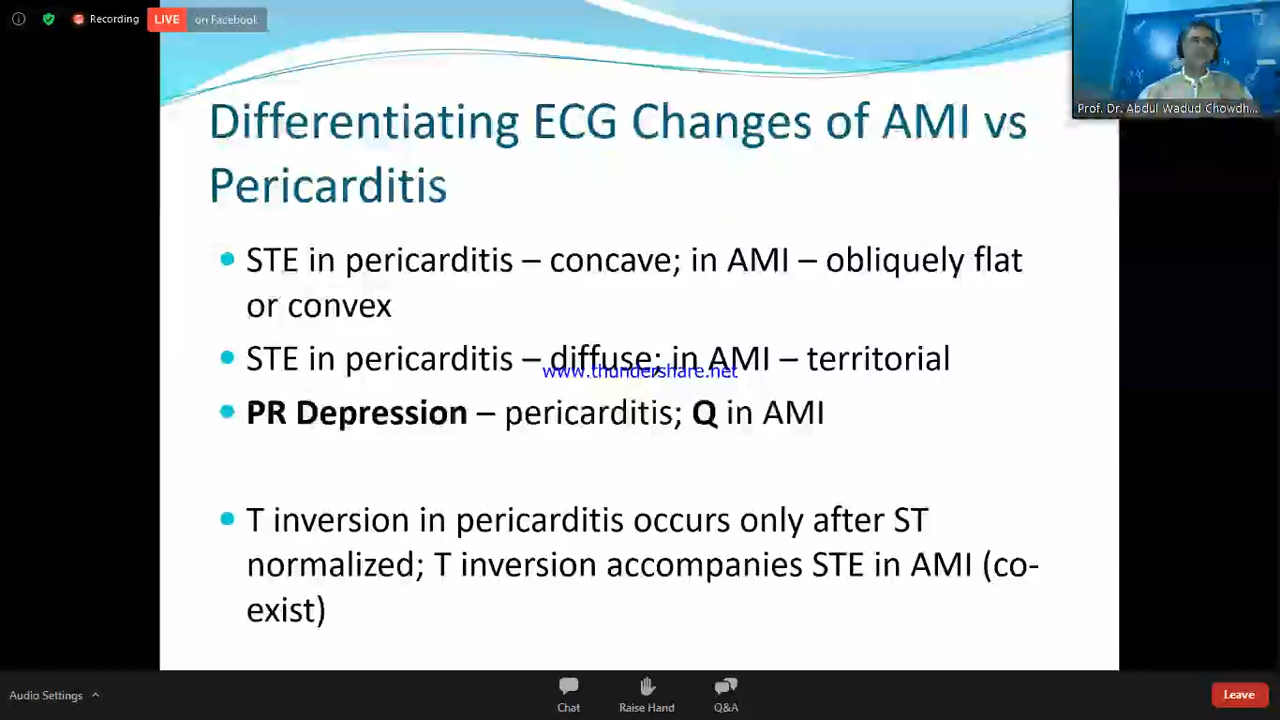 Recording
LIVE on Facebook
Prof. Dr. Abdul Wadud Chowdh...
Differentiating ECG Changes of AMI vs
Pericarditis
STE in pericarditis – concave; in AMI – obliquely flat
or convex
STE in pericarditis – diffuse; in AMI – territorial
www.thundershare.net
PR Depression – pericarditis; Q in AMI
T inversion in pericarditis occurs only after ST
normalized; T inversion accompanies STE in AMI (co-
exist)
Audio Settings
Chat
Raise Hand
Q&A
Leave